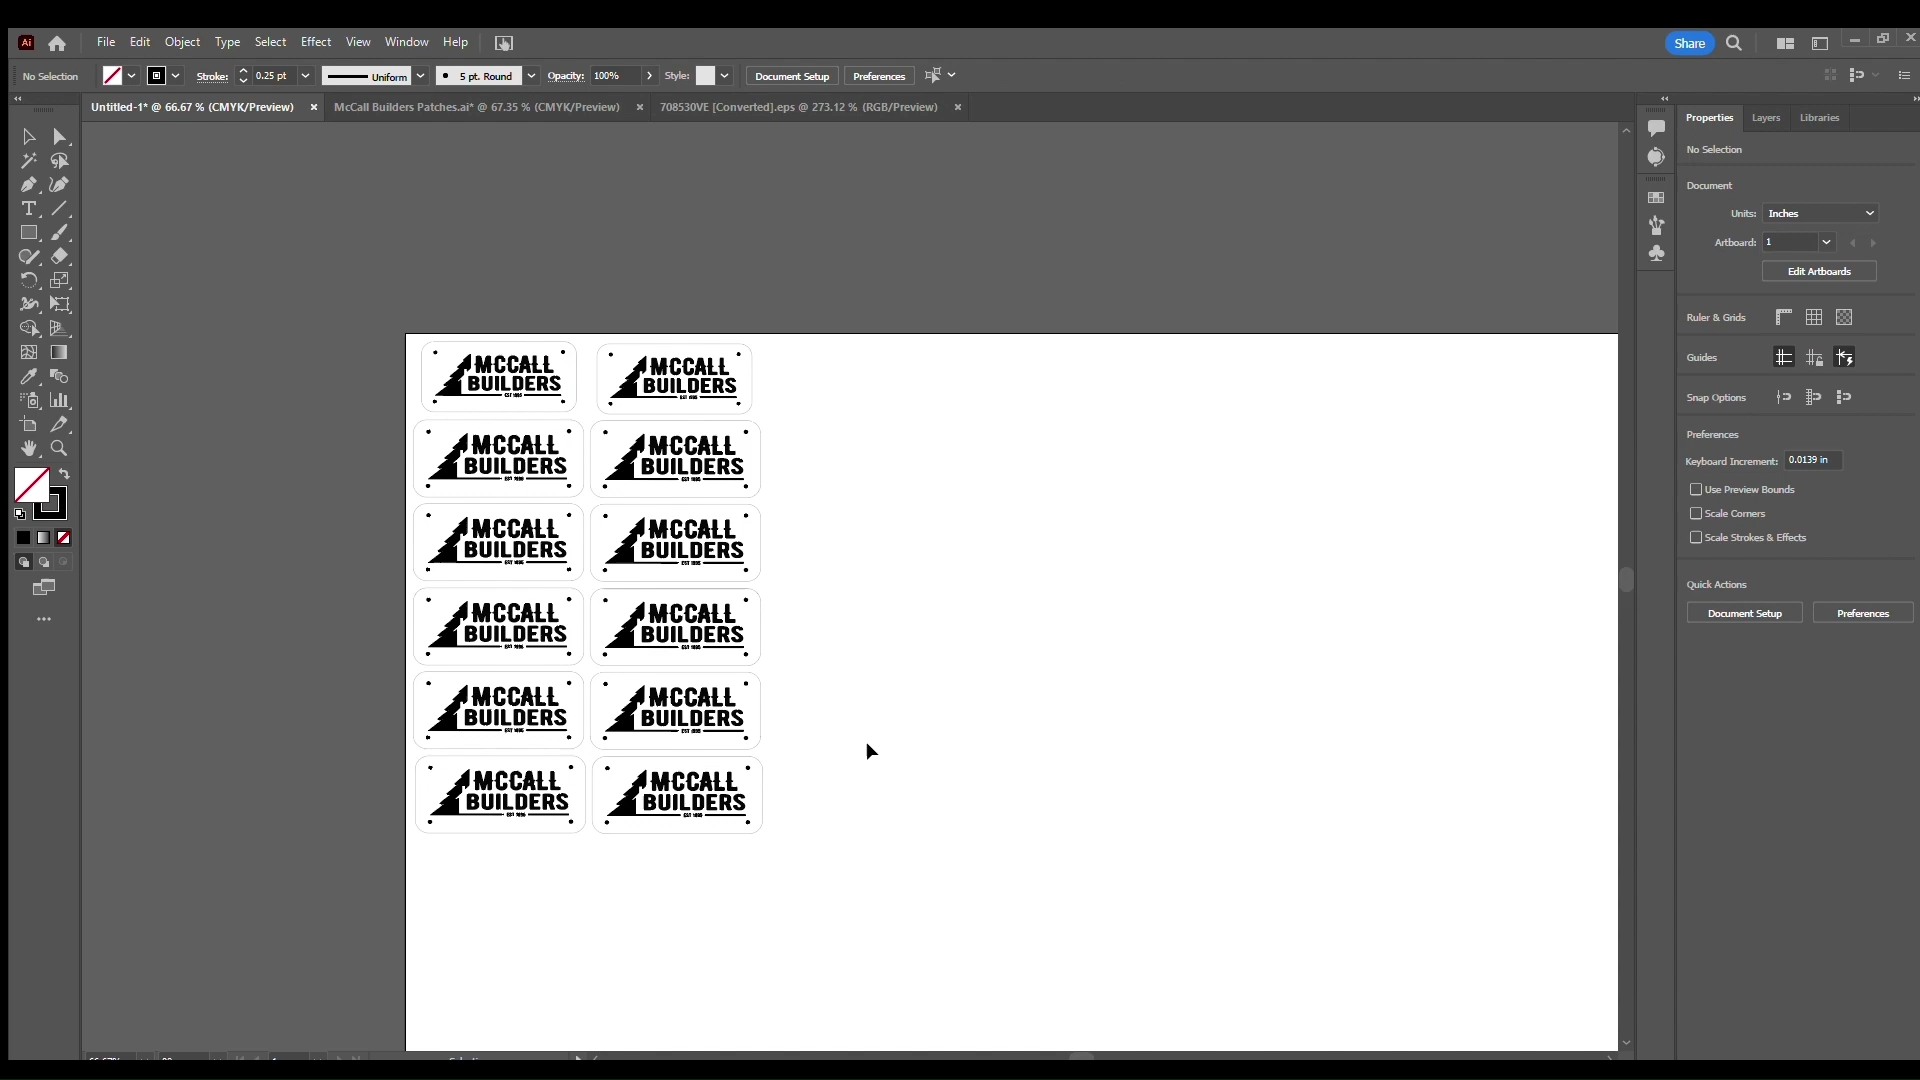 Ai File Edit Object Type Select Effect View Window Help Share
No Selection Stroke: 0.25 pt Uniform 5 pt. Round Opacity: 100% Style: Document Setup Preferences
Untitled-1* @ 66.67 % (CMYK/Preview) × McCall Builders Patches.ai* @ 67.35 % (CMYK/Preview) × 708530VE [Converted].eps @ 273.12 % (RGB/Preview) ×
Properties Layers Libraries
No Selection
Document
Units: Inches
Artboard: 1
Edit Artboards
Ruler & Grids
Guides
Snap Options
Preferences
Keyboard Increment: 0.0139 in
Use Preview Bounds
Scale Corners
Scale Strokes & Effects
Quick Actions
Document Setup Preferences
MCCALL MCCALL
BUILDERS BUILDERS
MCCALL MCCALL
BUILDERS BUILDERS
MCCALL MCCALL
BUILDERS BUILDERS
MCCALL MCCALL
BUILDERS BUILDERS
MCCALL MCCALL
BUILDERS BUILDERS
MCCALL MCCALL
BUILDERS BUILDERS